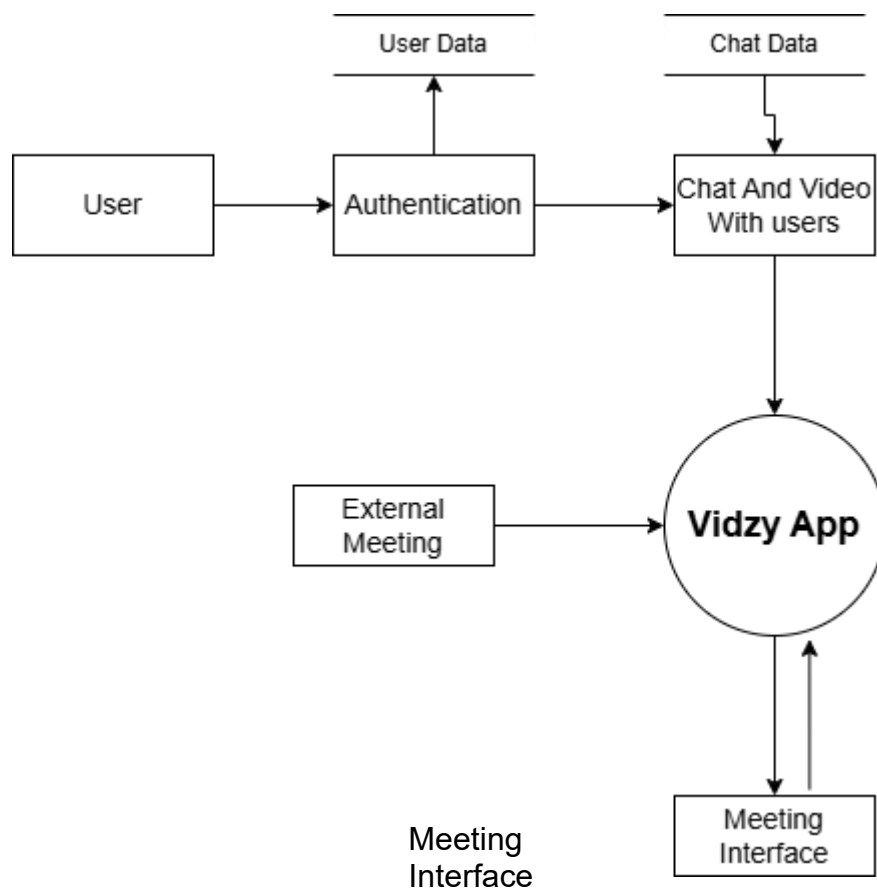 User Data
Chat Data
User
Authentication
Chat And Video
With users
External
Meeting
Vidzy App
Meeting
Interface
Meeting
Interface